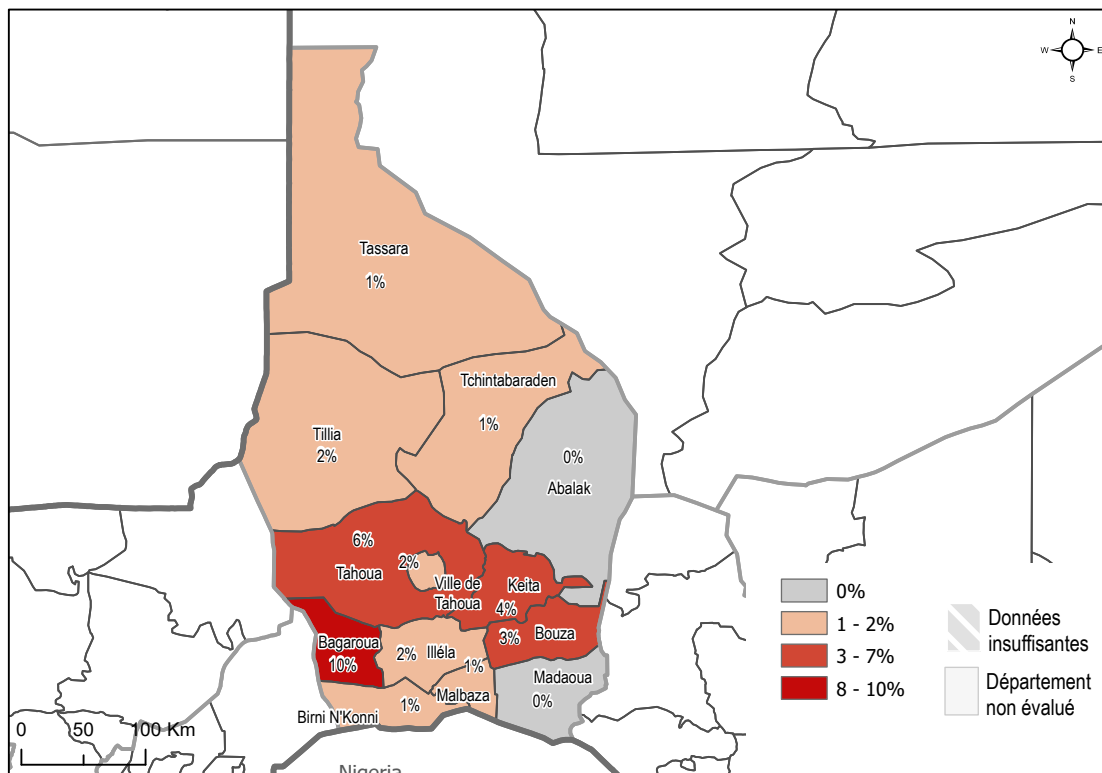 N
W E
S
Tassara
1%
Tchintabaraden
1%
Tillia
2%
0%
Abalak
6%
Tahoua
2%
Ville de
Tahoua
Keita
4%
3%
Bouza
Bagaroua
10%
2%
Illéla
1%
Malbaza
Madaoua
0%
1%
Birni N'Konni
0 50 100 Km
Nigeria
0%
1 - 2%
3 - 7%
8 - 10%
Données
insuffisantes
Département
non évalué